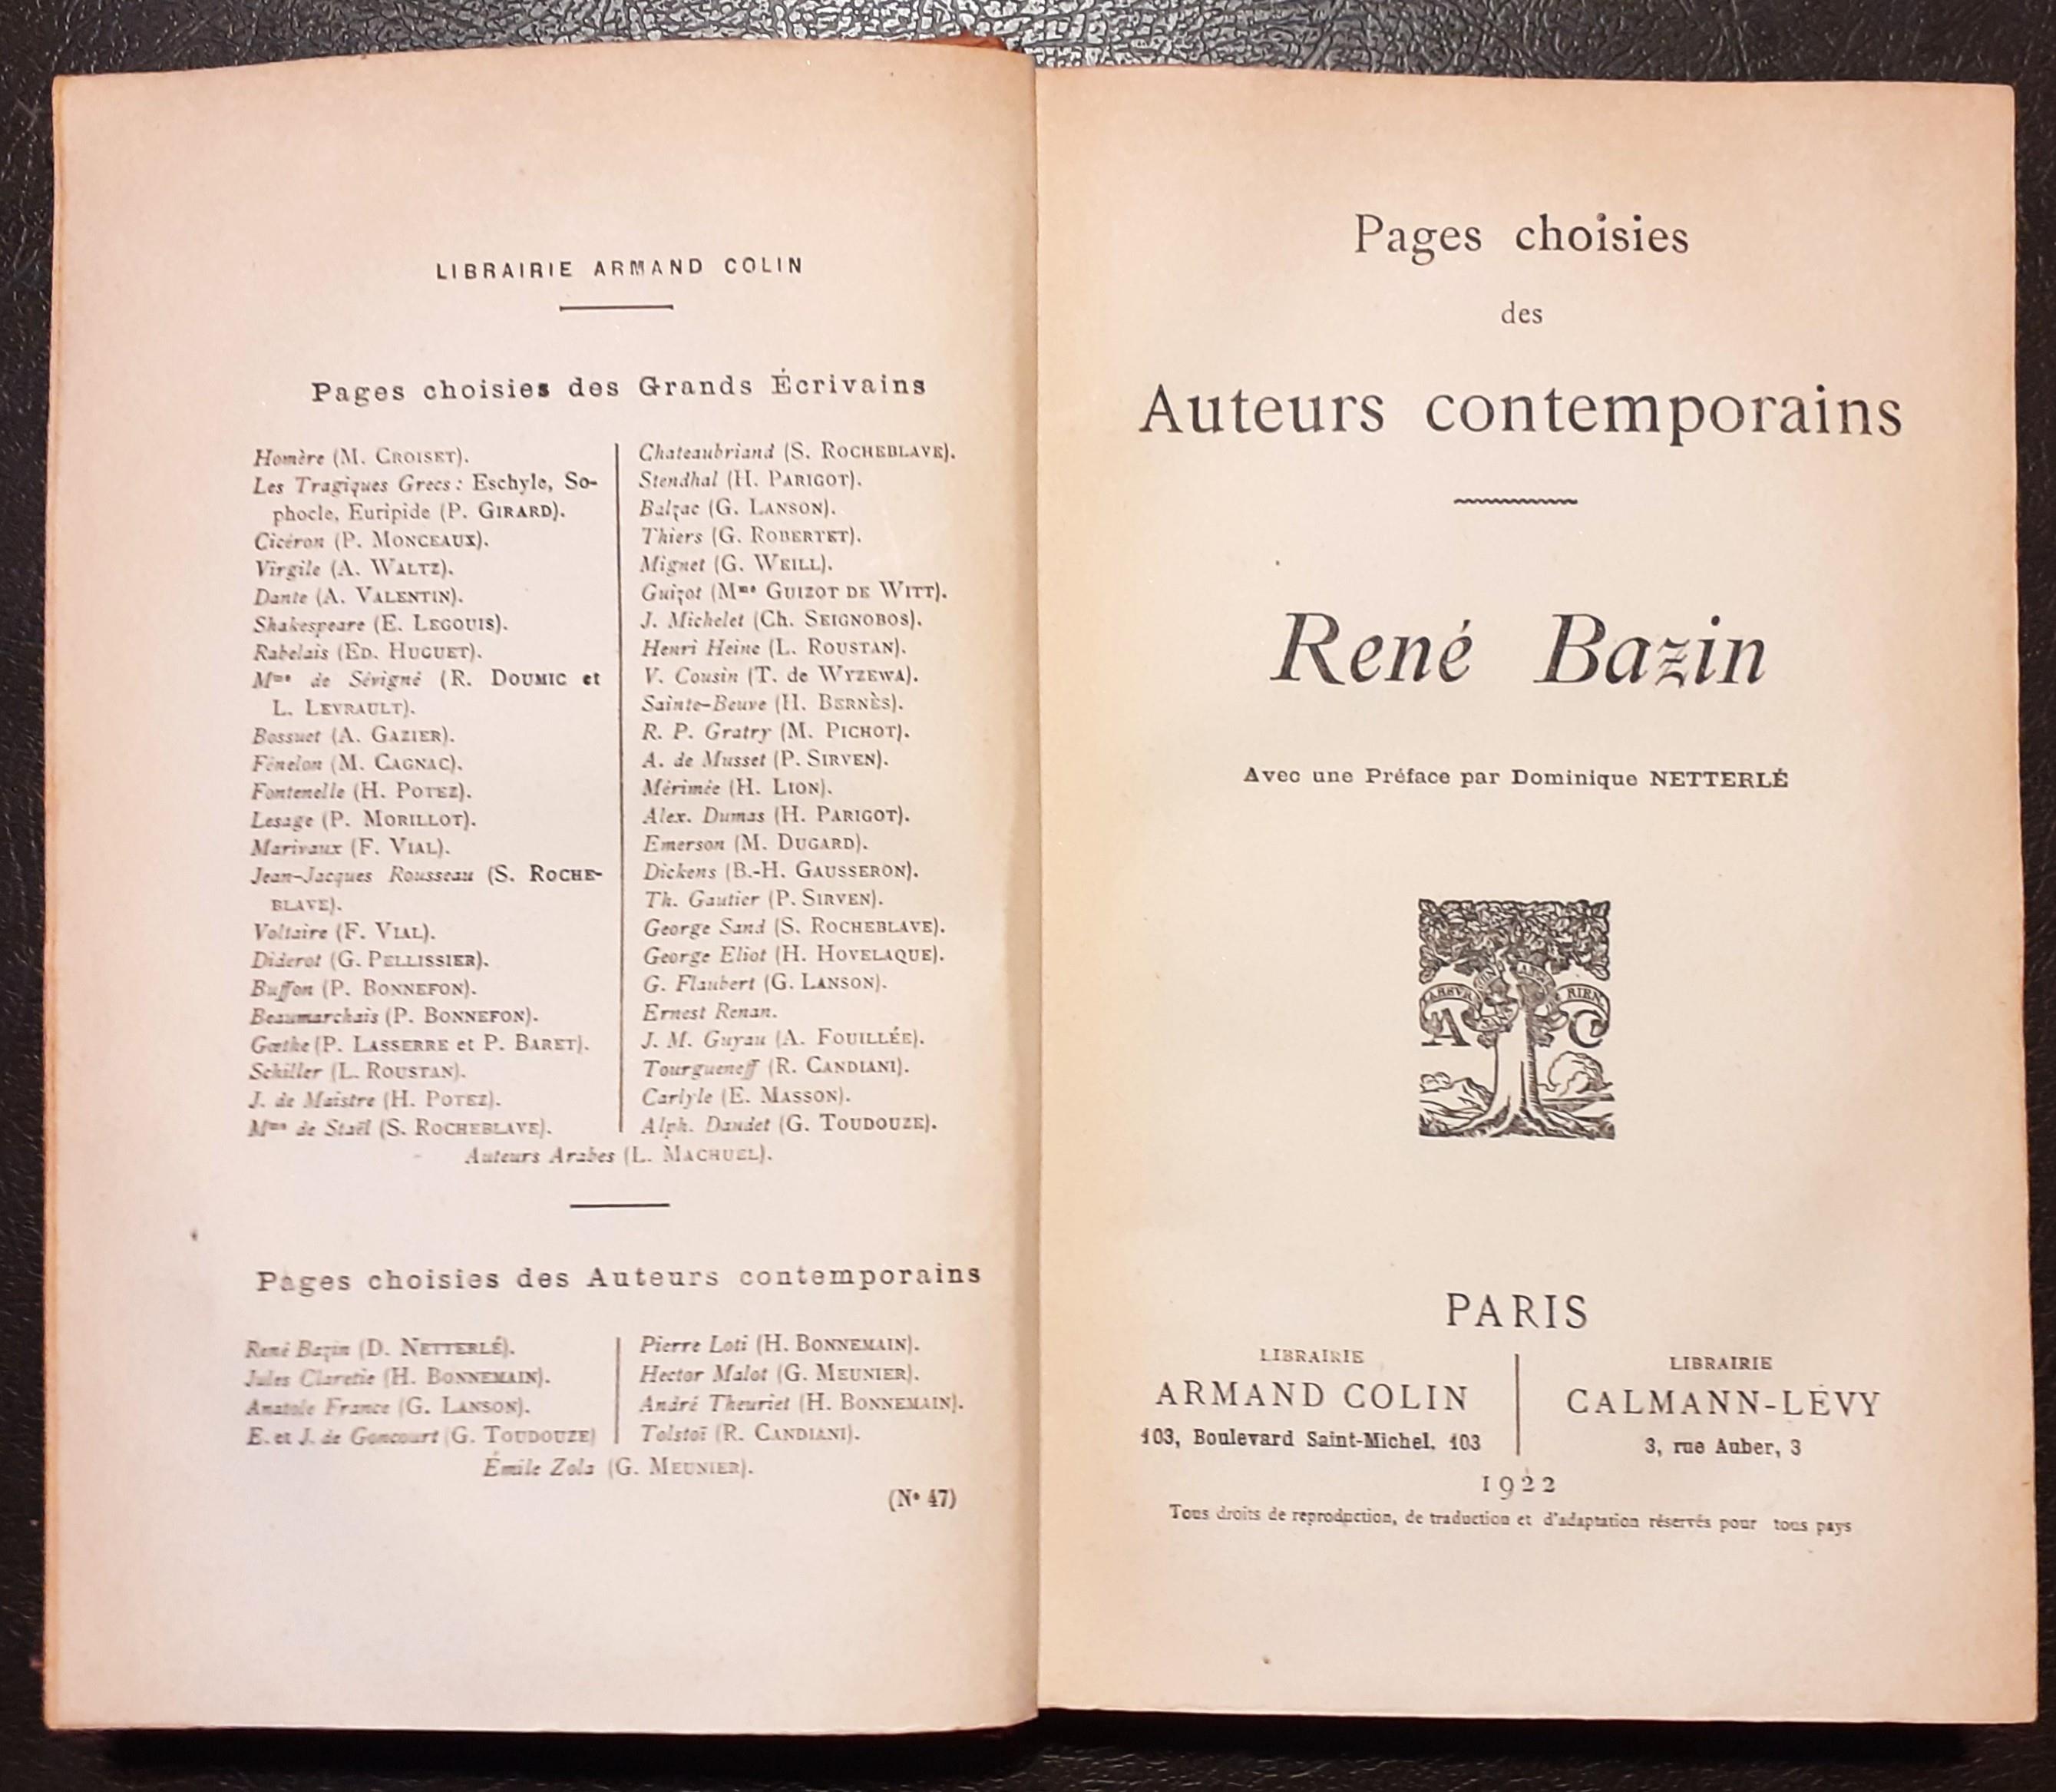 LIBRAIRIE ARMAND COLIN
Pages choisies des Grands Écrivains
Homère (M. CROISET).
Les Tragiques Grecs : Eschyle, So-
phocle, Euripide (P. GIRARD).
Cicéron (P. MONCEAUX).
Virgile (A. WALTZ).
Dante (A. VALENTIN).
Shakespeare (E. LEGOUIS).
Rabelais (ED. HUGUET).
Mme de Sévigné (R. DOUMIC et
L. LEVRAULT).
Bossuet (A. GAZIER).
Fénelon (M. CAGNAC).
Fontenelle (H. POTEZ).
Lesage (P. MORILLOT).
Marivaux (F. VIAL).
Jean-Jacques Rousseau (S. ROCHE-
BLAVE).
Voltaire (F. VIAL).
Diderot (G. PELLISSIER).
Buffon (P. BONNEFON).
Beaumarchais (P. BONNEFON).
Gœthe (P. LASSERRE et P. BARET).
Schiller (L. ROUSTAN).
J. de Maistre (H. POTEZ).
Mme de Staël (S. ROCHEBLAVE).
Chateaubriand (S. ROCHEBLAVE).
Stendhal (H. PARIGOT).
Balzac (G. LANSON).
Thiers (G. ROBERTET).
Mignet (G. WEILL).
Guizot (Mme GUIZOT DE WITT).
J. Michelet (Ch. SEIGNOBOS).
Henri Heine (L. ROUSTAN).
V. Cousin (T. de WYZEWA).
Sainte-Beuve (H. BERNÈS).
R. P. Gratry (M. PICHOT).
A. de Musset (P. SIRVEN).
Mérimée (H. LION).
Alex. Dumas (H. PARIGOT).
Emerson (M. DUGARD).
Dickens (B.-H. GAUSSERON).
Th. Gautier (P. SIRVEN).
George Sand (S. ROCHEBLAVE).
George Eliot (H. HOVELAQUE).
G. Flaubert (G. LANSON).
Ernest Renan.
J. M. Guyau (A. FOUILLÉE).
Tourgueneff (R. CANDIANI).
Carlyle (E. MASSON).
Alph. Daudet (G. TOUDOUZE).
Auteurs Arabes (L. MACHUEL).
Pages choisies des Auteurs contemporains
René Bazin (D. NETTERLÉ).
Jules Claretie (H. BONNEMAIN).
Anatole France (G. LANSON).
E. et J. de Goncourt (G. TOUDOUZE)
Pierre Loti (H. BONNEMAIN).
Hector Malot (G. MEUNIER).
André Theuriet (H. BONNEMAIN).
Tolstoï (R. CANDIANI).
Émile Zola (G. MEUNIER).
(No 47)
Pages choisies
des
Auteurs contemporains
René Bazin
Avec une Préface par Dominique NETTERLÉ
A C
PARIS
LIBRAIRIE
ARMAND COLIN
103, Boulevard Saint-Michel, 103
LIBRAIRIE
CALMANN-LÉVY
3, rue Auber, 3
1922
Tous droits de reproduction, de traduction et d'adaptation réservés pour tous pays